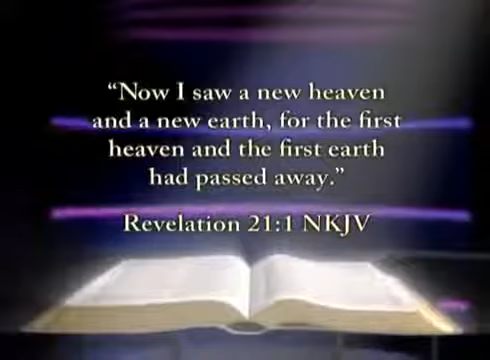 “Now I saw a new heaven
and a new earth, for the first
heaven and the first earth
had passed away.”
Revelation 21:1 NKJV